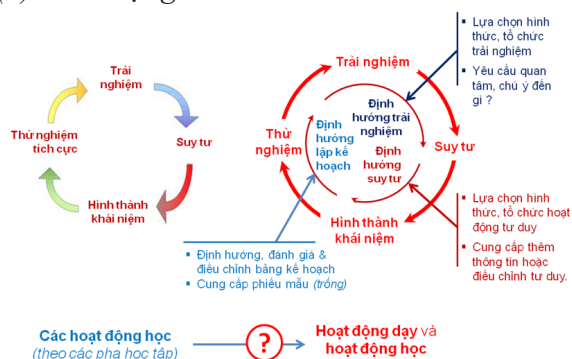 Trải
nghiệm
Suy tư
Hình thành
khái niệm
Thử nghiệm
tích cực
Trải nghiệm
Suy tư
Hình thành
khái niệm
Thử
nghiệm
Định
hướng trải
nghiệm
Định
hướng
suy tư
Định
hướng
lập kế
hoạch
▪ Lựa chọn hình
thức, tổ chức
trải nghiệm
▪ Yêu cầu quan
tâm, chú ý đến
gì ?
▪ Lựa chọn hình
thức, tổ chức hoạt
động tư duy
▪ Cung cấp thêm
thông tin hoặc
điều chỉnh tư duy.
▪ Định hướng, đánh giá &
điều chỉnh bảng kế hoạch
▪ Cung cấp phiếu mẫu (trống)
Các hoạt động học
(theo các pha học tập)
?
Hoạt động dạy và
hoạt động học